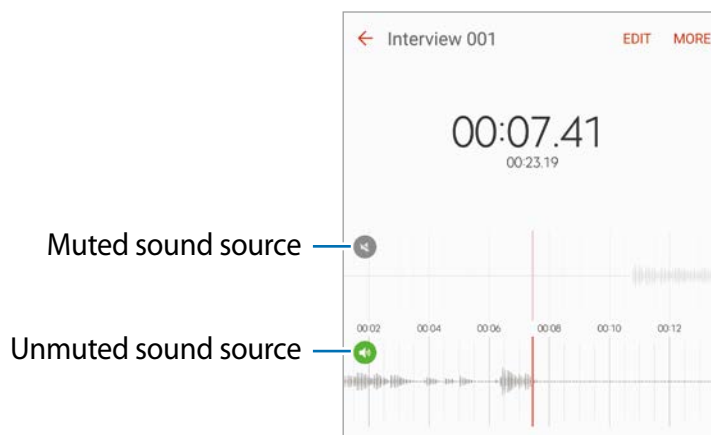 Interview 001 EDIT MORE
00:07.41
00:23.19
Muted sound source
00:02 00:04 00:06 00:08 00:10 00:12
Unmuted sound source